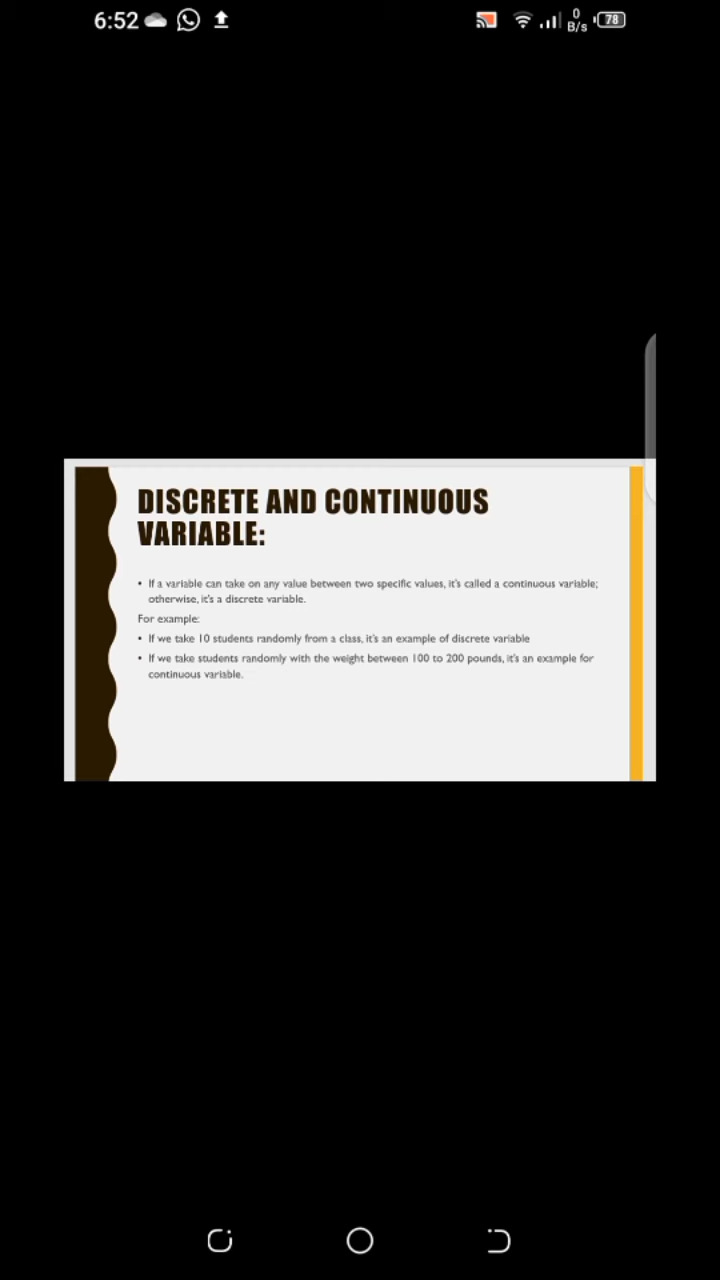 6:52
0
B/s
78
DISCRETE AND CONTINUOUS
VARIABLE:
• If a variable can take on any value between two specific values, it's called a continuous variable;
otherwise, it's a discrete variable.
For example:
• If we take 10 students randomly from a class, it's an example of discrete variable
• If we take students randomly with the weight between 100 to 200 pounds, it's an example for
continuous variable.